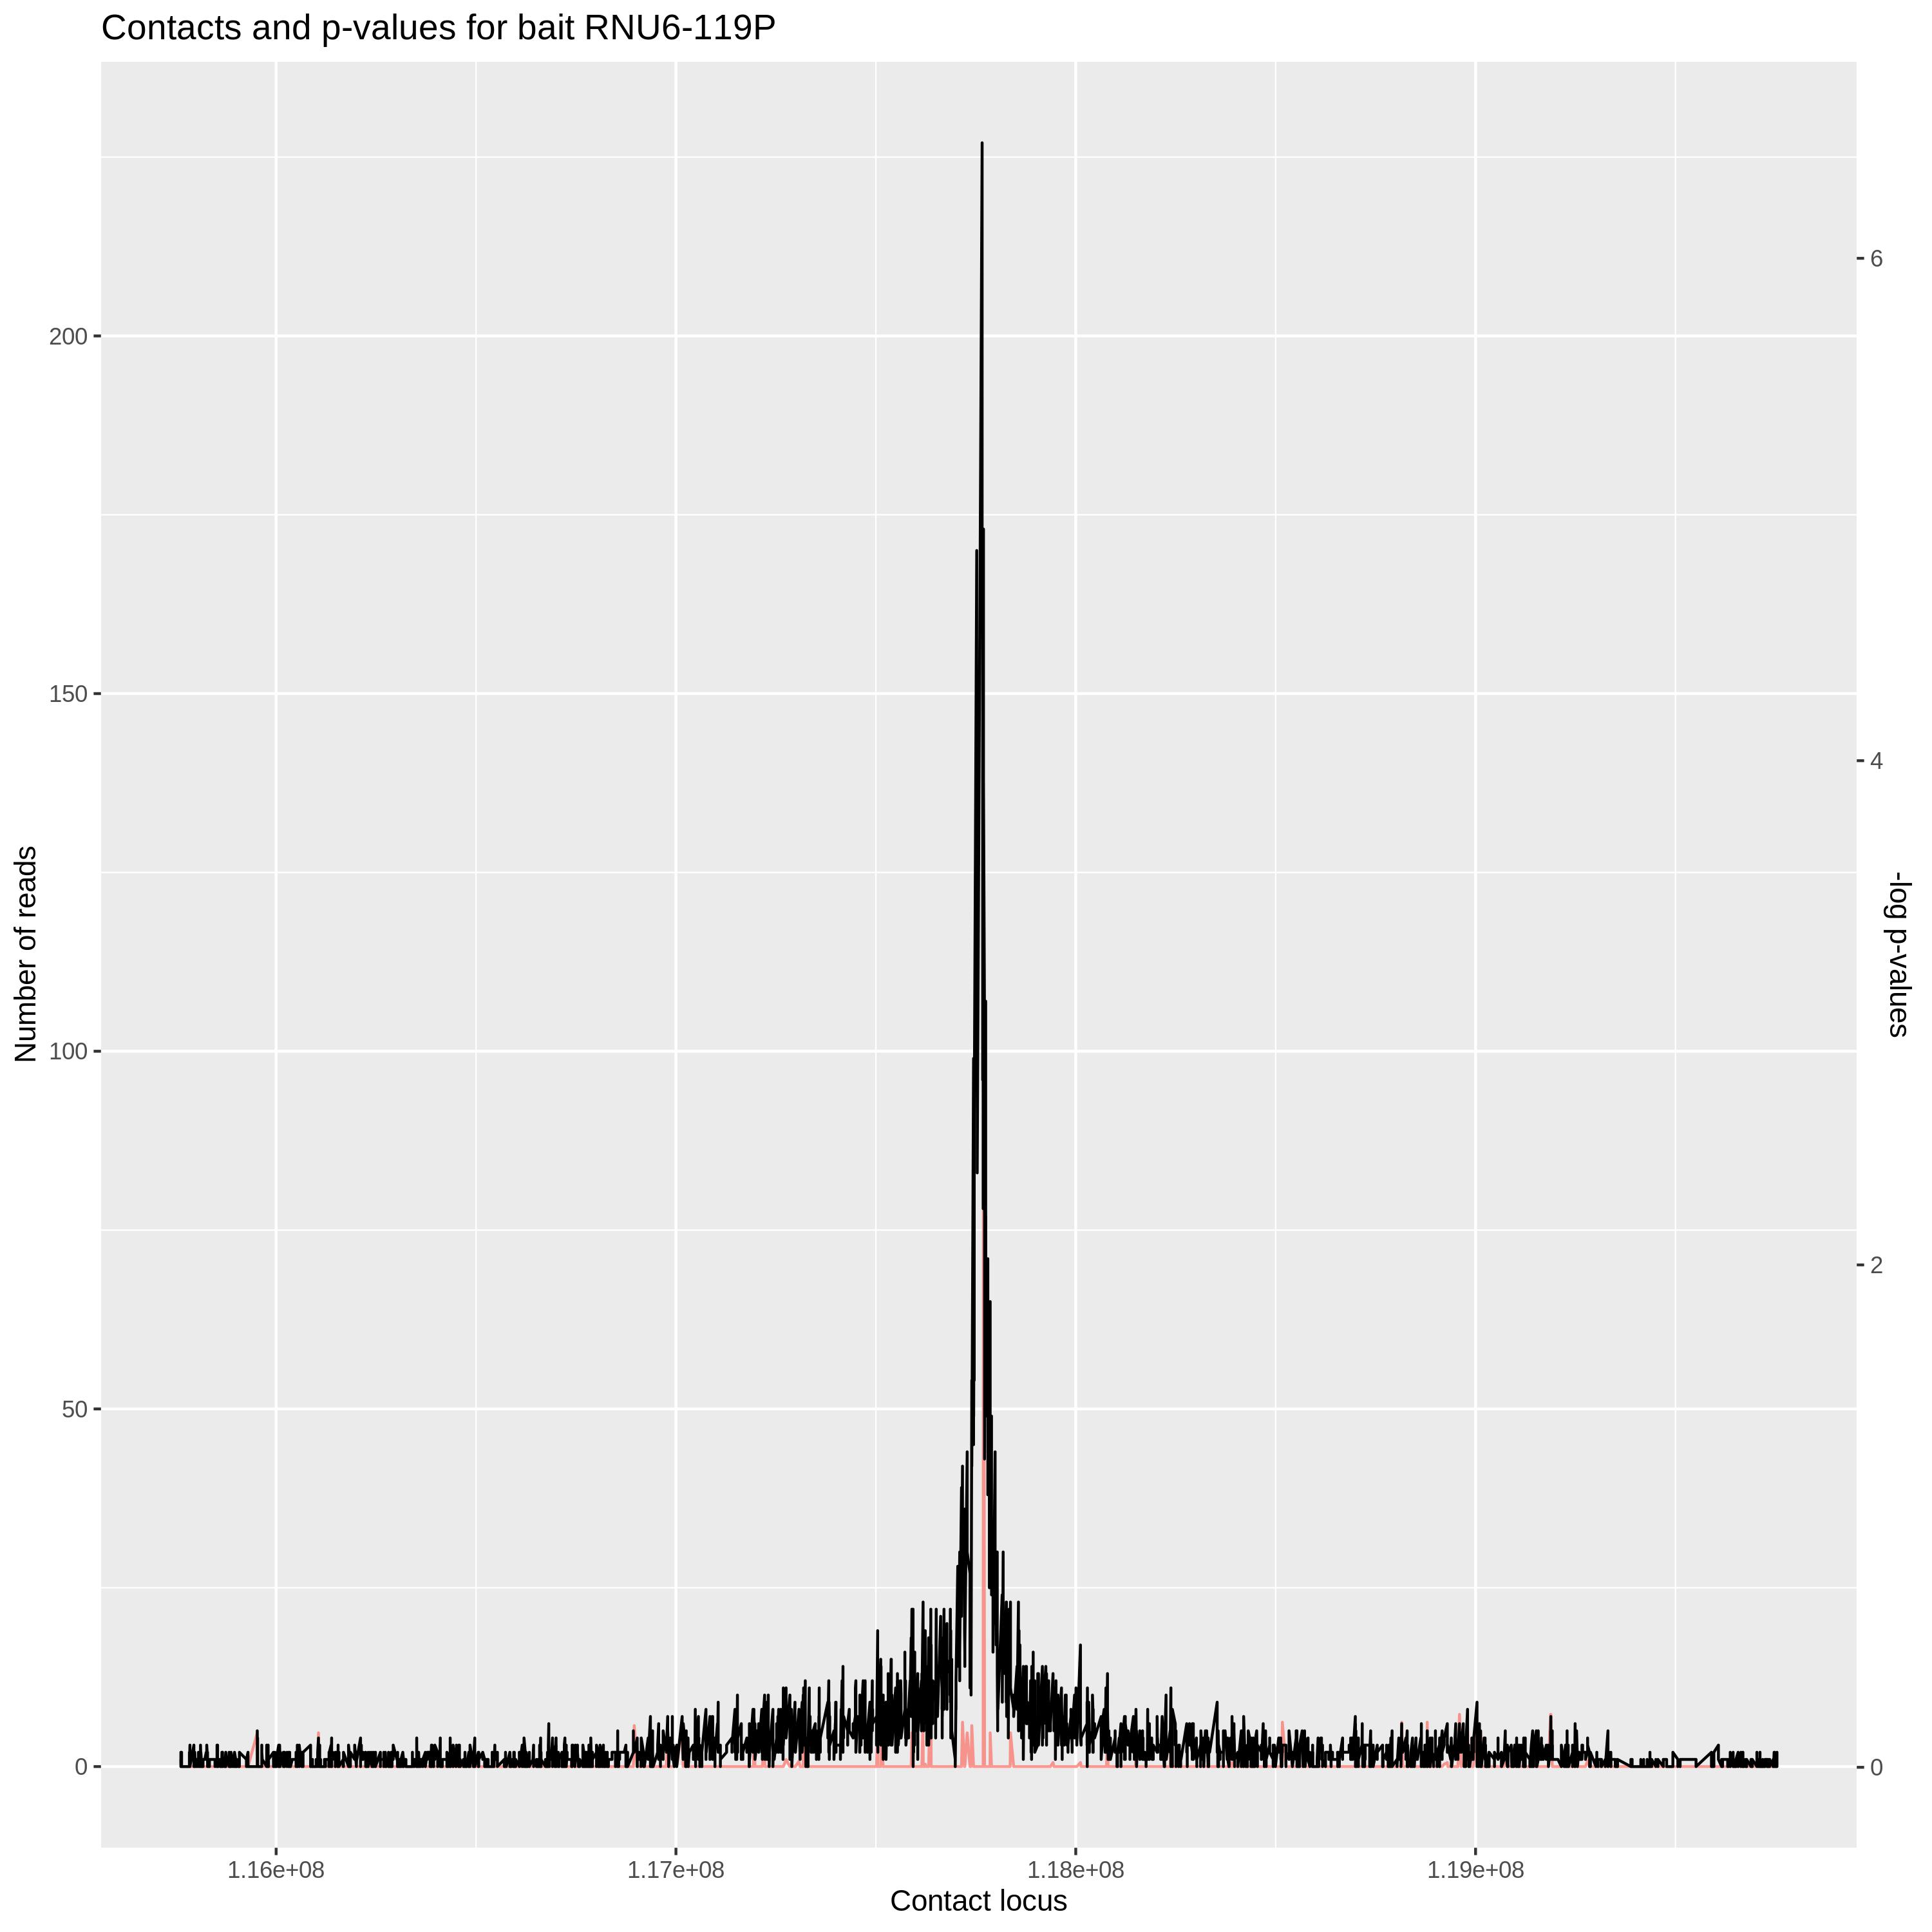 Contacts and p-values for bait RNU6-119P
Number of reads
200
150
100
50
0
6
4
2
0
-log p-values
1.16e+08
1.17e+08
1.18e+08
1.19e+08
Contact locus